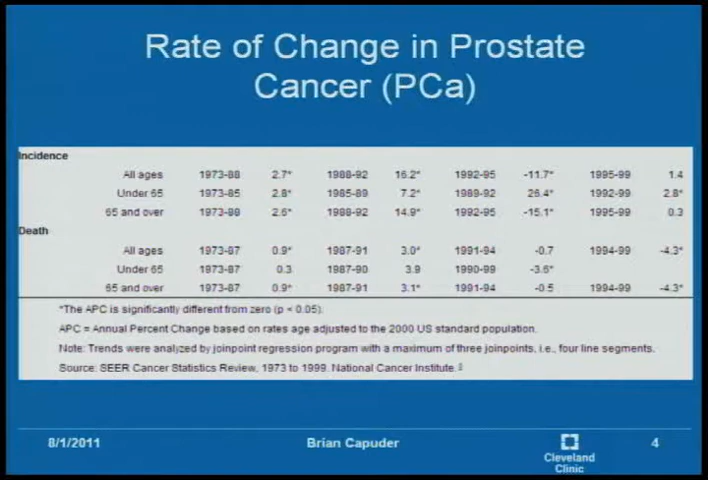 Rate of Change in Prostate
Cancer (PCa)
Incidence
All ages 1973-88 2.7* 1988-92 16.2* 1992-95 -11.7* 1995-99 1.4
Under 65 1973-85 2.8* 1985-89 7.2* 1989-92 26.4* 1992-99 2.8*
65 and over 1973-88 2.6* 1988-92 14.9* 1992-95 -15.1* 1995-99 0.3
Death
All ages 1973-87 0.9* 1987-91 3.0* 1991-94 -0.7 1994-99 -4.3*
Under 65 1973-87 0.3 1987-90 3.9 1990-99 -3.6*
65 and over 1973-87 0.9* 1987-91 3.1* 1991-94 -0.5 1994-99 -4.3*
*The APC is significantly different from zero (p < 0.05).
APC = Annual Percent Change based on rates age adjusted to the 2000 US standard population.
Note: Trends were analyzed by joinpoint regression program with a maximum of three joinpoints, i.e., four line segments.
Source: SEER Cancer Statistics Review, 1973 to 1999. National Cancer Institute.
8/1/2011 Brian Capuder Cleveland Clinic 4